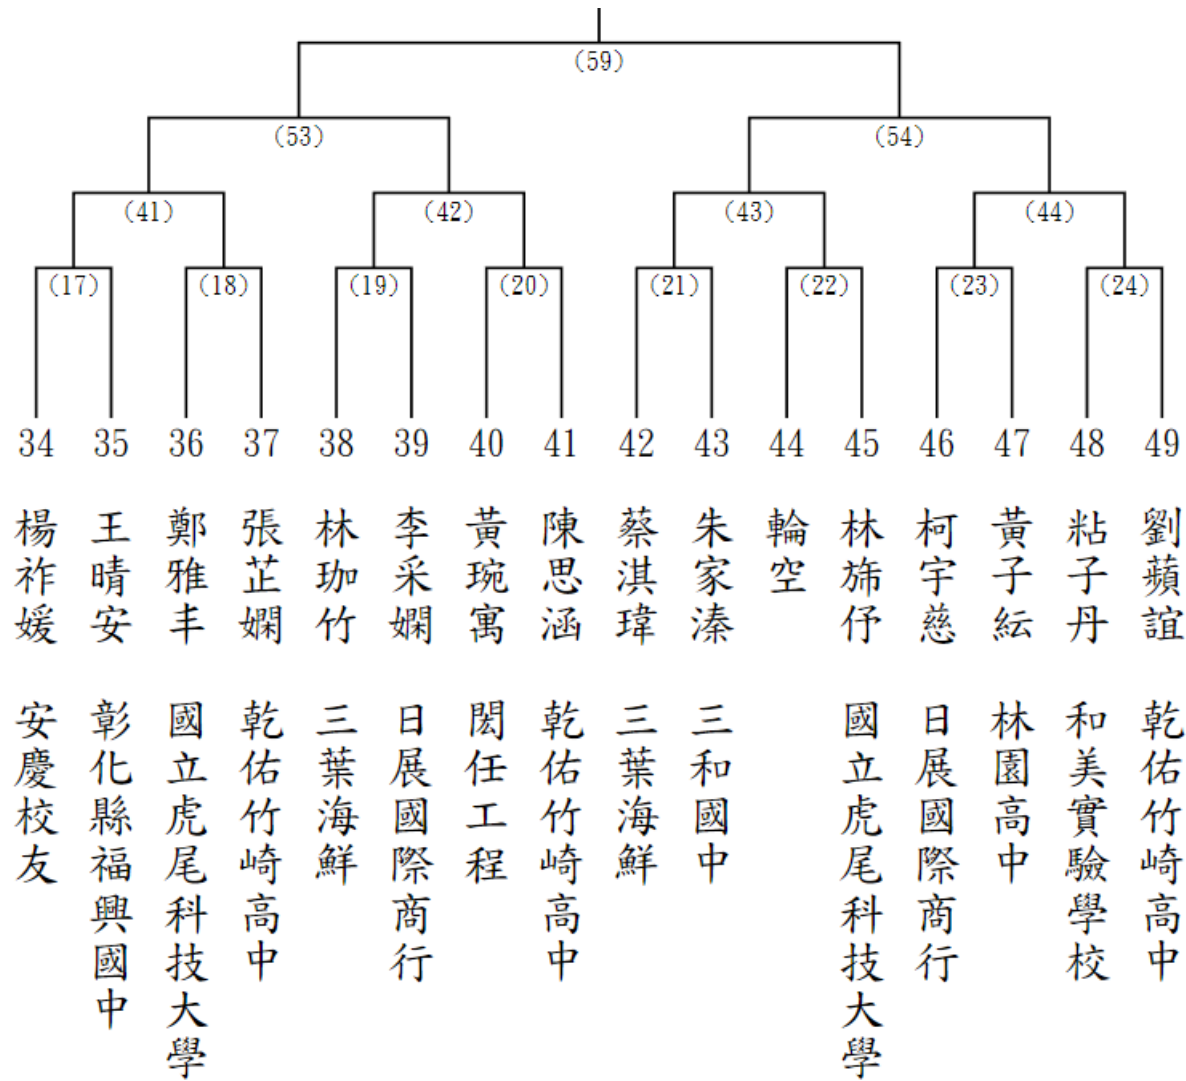 (59)
(53) (54)
(41) (42) (43) (44)
(17) (18) (19) (20) (21) (22) (23) (24)
34 35 36 37 38 39 40 41 42 43 44 45 46 47 48 49
楊祚媛 安慶校友
王晴安 彰化縣福興國中
鄭雅丰 國立虎尾科技大學
張芷嫻 乾佑竹崎高中
林珈竹 三葉海鮮
李采嫻 日展國際商行
黃琬寓 閎任工程
陳思涵 乾佑竹崎高中
蔡淇瑋 三葉海鮮
朱家溱 三和國中
輪空
林旆伃 國立虎尾科技大學
柯宇慈 日展國際商行
黃子紜 林園高中
粘子丹 和美實驗學校
劉蘋誼 乾佑竹崎高中